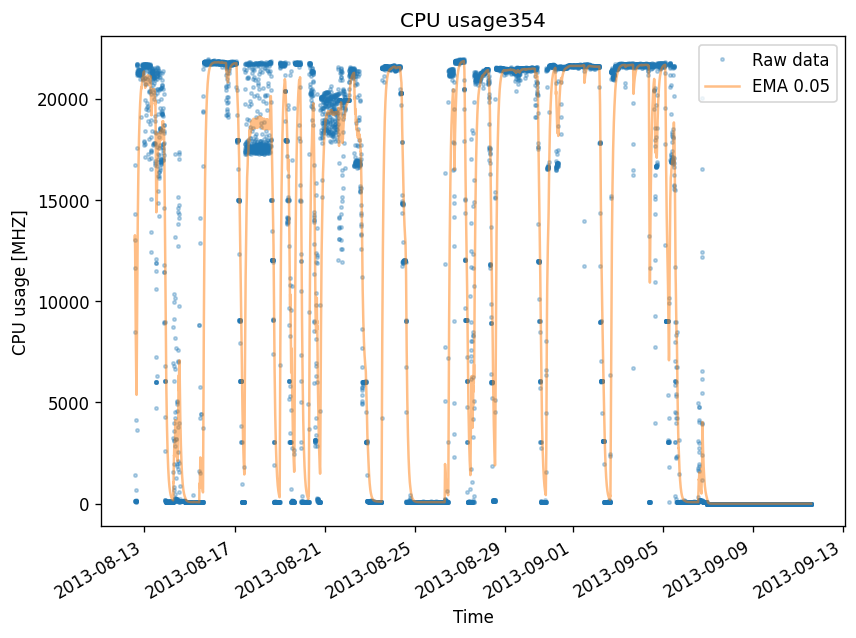 CPU usage354
Raw data
EMA 0.05
CPU usage [MHZ]
20000
15000
10000
5000
0
2013-08-13
2013-08-17
2013-08-21
2013-08-25
2013-08-29
2013-09-01
2013-09-05
2013-09-09
2013-09-13
Time